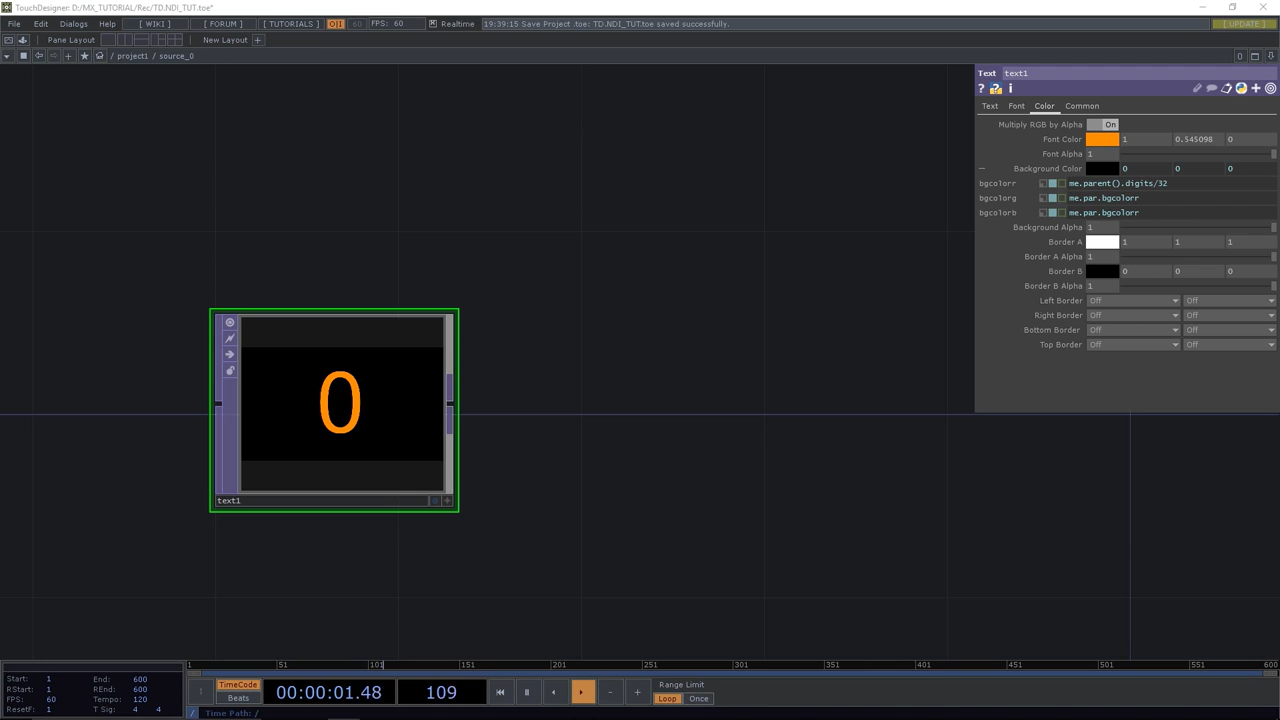 TouchDesigner: D:/MX_TUTORIAL/Rec/TD.NDI_TUT.toe*
File Edit Dialogs Help [ WIKI ] [ FORUM ] [ TUTORIALS ] O|I 60 FPS: 60 Realtime 19:39:15 Save Project .toe: TD.NDI_TUT.toe saved successfully. [ UPDATE ]
Pane Layout New Layout +
/ project1 / source_0 0
Text text1
? ? i
Text Font Color Common
Multiply RGB by Alpha On
Font Color 1 0.545098 0
Font Alpha 1
Background Color 0 0 0
bgcolorr me.parent().digits/32
bgcolorg me.par.bgcolorr
bgcolorb me.par.bgcolorr
Background Alpha 1
Border A 1 1 1
Border A Alpha 1
Border B 0 0 0
Border B Alpha 1
Left Border Off Off
Right Border Off Off
Bottom Border Off Off
Top Border Off Off
0
text1
1 51 101 151 201 251 301 351 401 451 501 551 600
Start: 1 End: 600
RStart: 1 REnd: 600
FPS: 60 Tempo: 120
ResetF: 1 T Sig: 4 4
TimeCode
Beats
00:00:01.48 109
Range Limit
Loop Once
/ Time Path: /